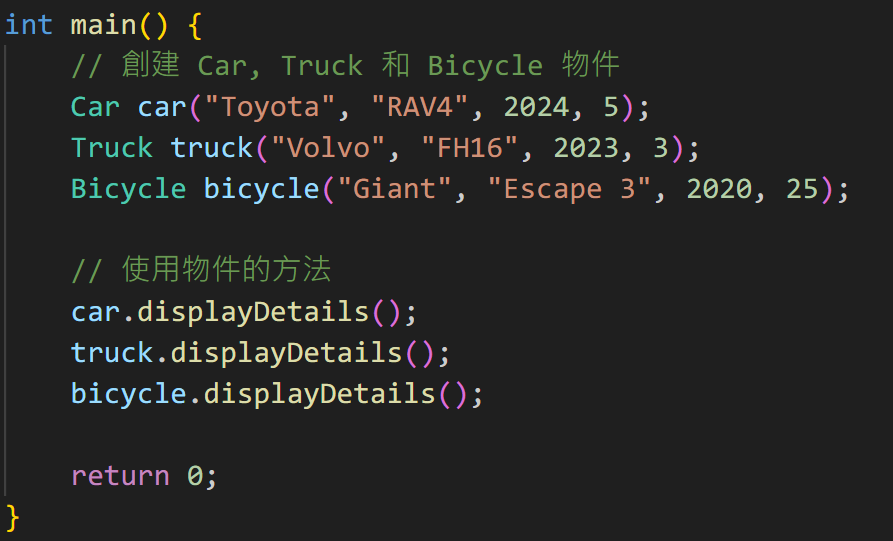 int main() {
// 創建 Car, Truck 和 Bicycle 物件
Car car("Toyota", "RAV4", 2024, 5);
Truck truck("Volvo", "FH16", 2023, 3);
Bicycle bicycle("Giant", "Escape 3", 2020, 25);
// 使用物件的方法
car.displayDetails();
truck.displayDetails();
bicycle.displayDetails();
return 0;
}